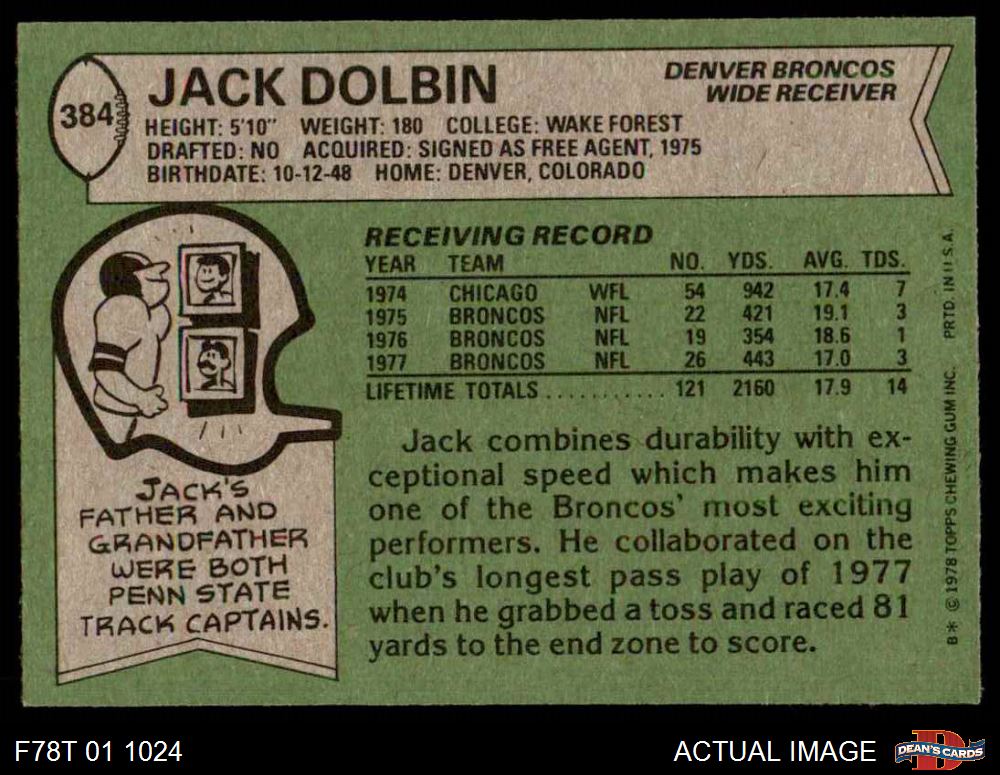 384
JACK DOLBIN
DENVER BRONCOS
WIDE RECEIVER
HEIGHT: 5'10" WEIGHT: 180 COLLEGE: WAKE FOREST
DRAFTED: NO ACQUIRED: SIGNED AS FREE AGENT, 1975
BIRTHDATE: 10-12-48 HOME: DENVER, COLORADO
RECEIVING RECORD
YEAR TEAM NO. YDS. AVG. TDS.
1974 CHICAGO WFL 54 942 17.4 7
1975 BRONCOS NFL 22 421 19.1 3
1976 BRONCOS NFL 19 354 18.6 1
1977 BRONCOS NFL 26 443 17.0 3
LIFETIME TOTALS........... 121 2160 17.9 14
Jack combines durability with ex-
ceptional speed which makes him
one of the Broncos' most exciting
performers. He collaborated on the
club's longest pass play of 1977
when he grabbed a toss and raced 81
yards to the end zone to score.
JACK'S
FATHER AND
GRANDFATHER
WERE BOTH
PENN STATE
TRACK CAPTAINS.
B* © 1978 TOPPS CHEWING GUM INC. PRTD. IN U.S.A.
F78T 01 1024
ACTUAL IMAGE
D
DEAN'S CARDS